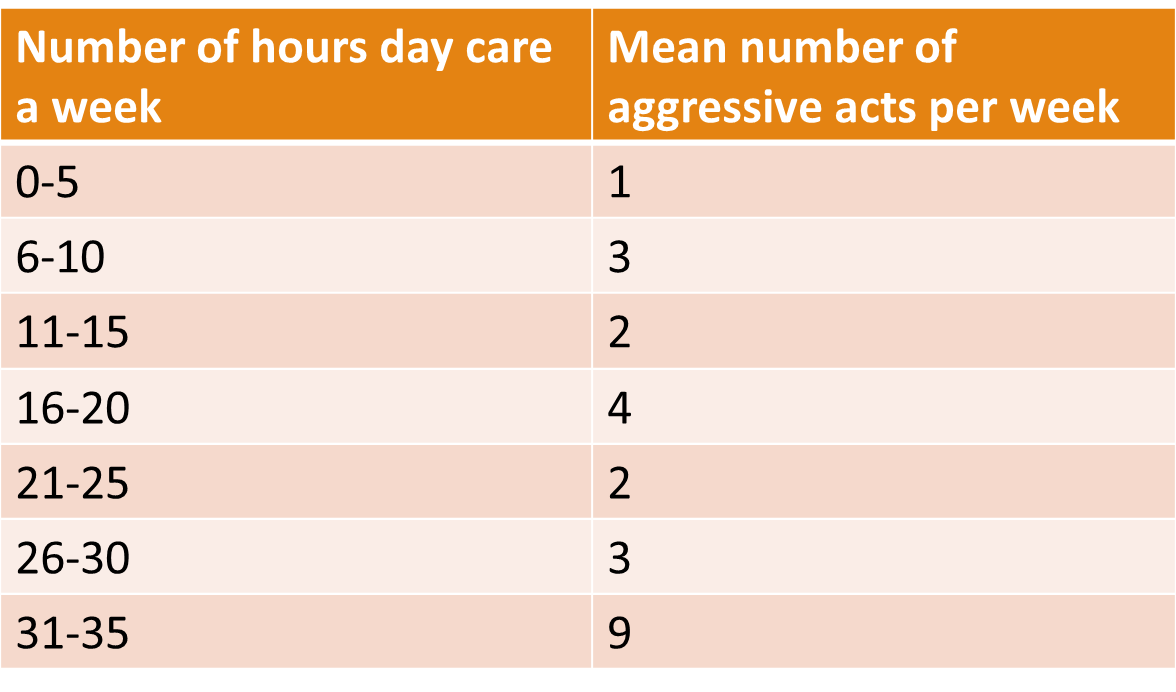 Number of hours day care
a week
Mean number of
aggressive acts per week
0-5 1
6-10 3
11-15 2
16-20 4
21-25 2
26-30 3
31-35 9